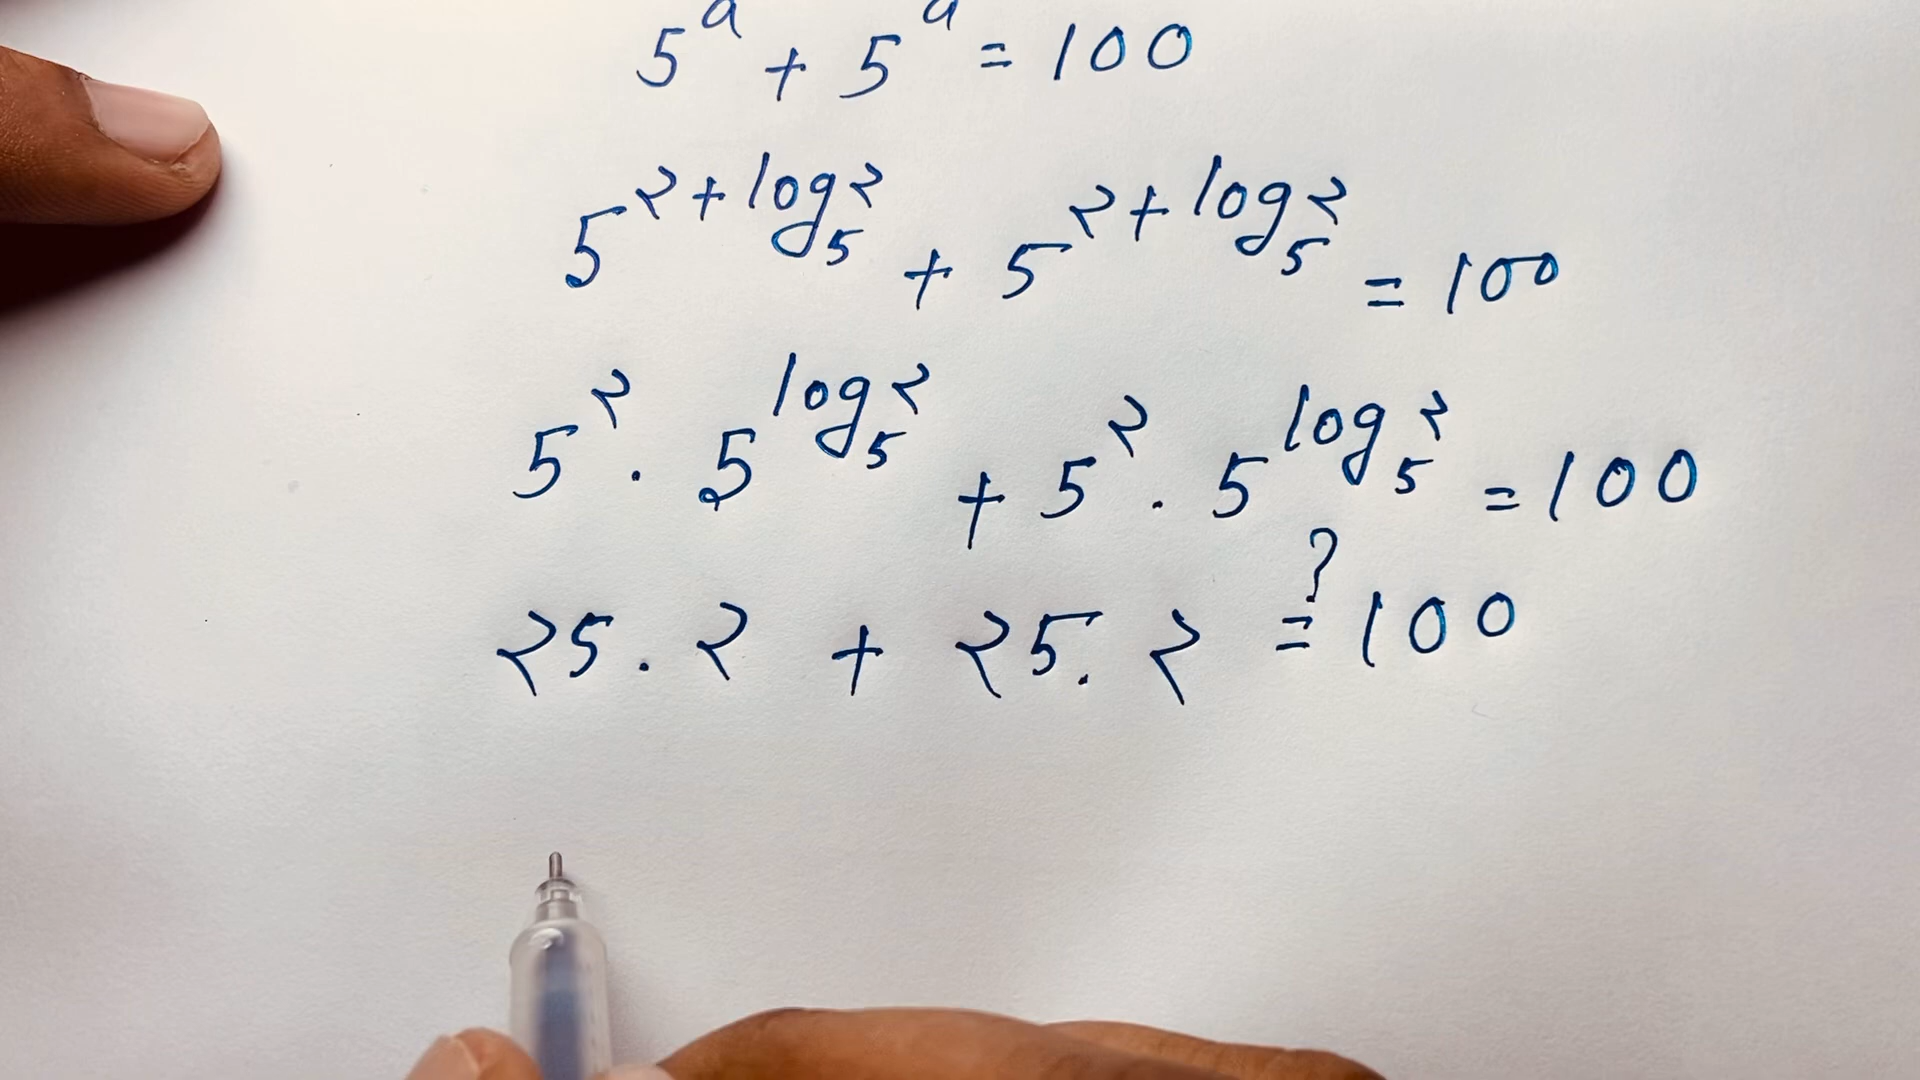 5^a + 5^a = 100
5^{2+log_5 2} + 5^{2+log_5 2} = 100
5^2 . 5^{log_5 2} + 5^2 . 5^{log_5 2} = 100
25 . 2 + 25 . 2 =^? 100